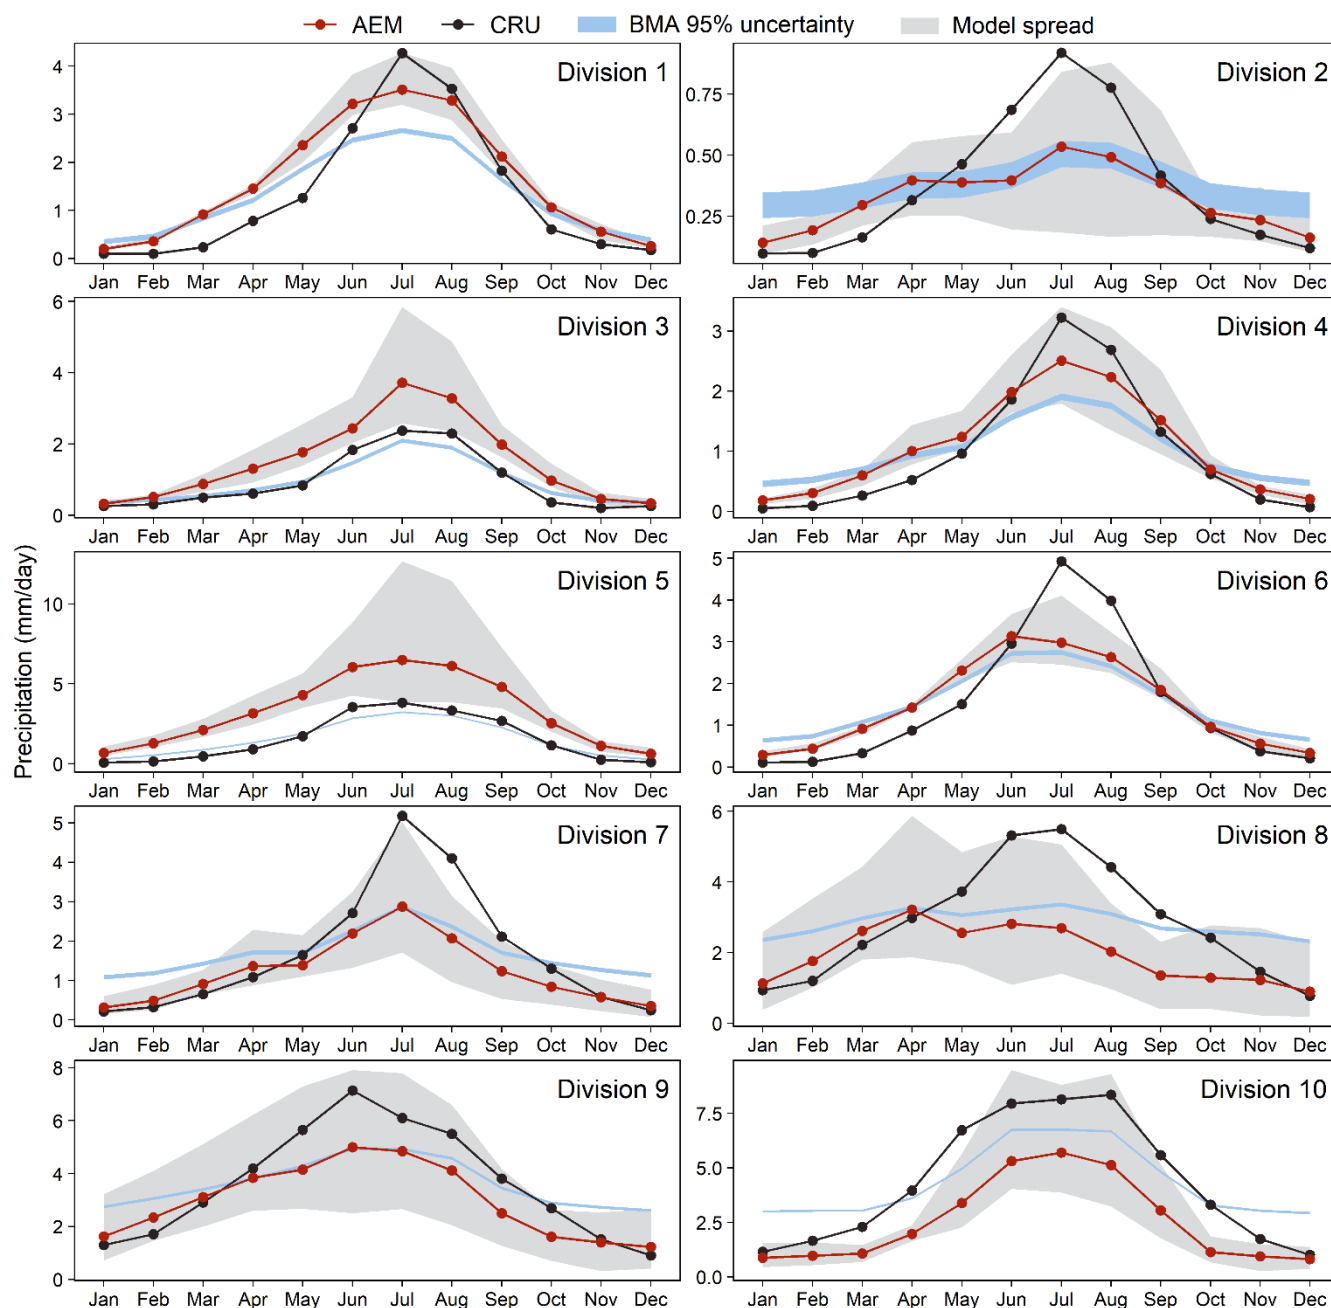 AEM CRU BMA 95% uncertainty Model spread
Precipitation (mm/day)
Division 1
4
3
2
1
0
Jan Feb Mar Apr May Jun Jul Aug Sep Oct Nov Dec
Division 2
0.75
0.50
0.25
Jan Feb Mar Apr May Jun Jul Aug Sep Oct Nov Dec
Division 3
6
4
2
0
Jan Feb Mar Apr May Jun Jul Aug Sep Oct Nov Dec
Division 4
3
2
1
0
Jan Feb Mar Apr May Jun Jul Aug Sep Oct Nov Dec
Division 5
10
5
0
Jan Feb Mar Apr May Jun Jul Aug Sep Oct Nov Dec
Division 6
5
4
3
2
1
0
Jan Feb Mar Apr May Jun Jul Aug Sep Oct Nov Dec
Division 7
5
4
3
2
1
0
Jan Feb Mar Apr May Jun Jul Aug Sep Oct Nov Dec
Division 8
6
4
2
0
Jan Feb Mar Apr May Jun Jul Aug Sep Oct Nov Dec
Division 9
8
6
4
2
0
Jan Feb Mar Apr May Jun Jul Aug Sep Oct Nov Dec
Division 10
7.5
5.0
2.5
0.0
Jan Feb Mar Apr May Jun Jul Aug Sep Oct Nov Dec